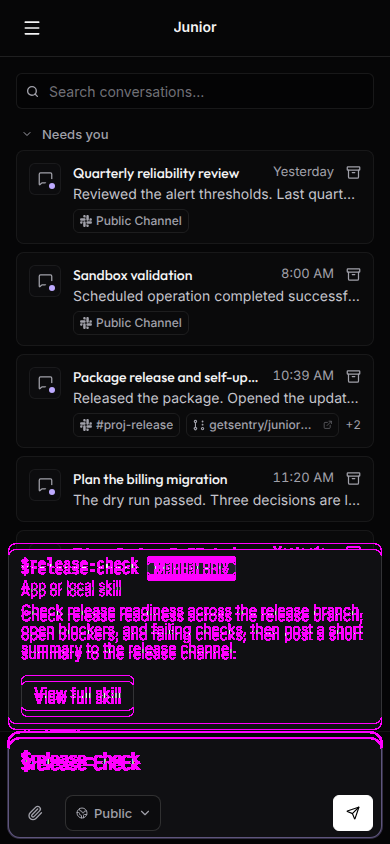 Junior
Search conversations...
Needs you
Quarterly reliability review
Yesterday
Reviewed the alert thresholds. Last quart...
Public Channel
Sandbox validation
8:00 AM
Scheduled operation completed successf...
Public Channel
Package release and self-up...
10:39 AM
Released the package. Opened the updat...
#proj-release
getsentry/junior...
+2
Plan the billing migration
11:20 AM
The dry run passed. Three decisions are l...
$release-check
App or local skill
Check release readiness across the release branch,
open blockers, and failing checks, then post a short
summary to the release channel.
View full skill
$release-check
Public